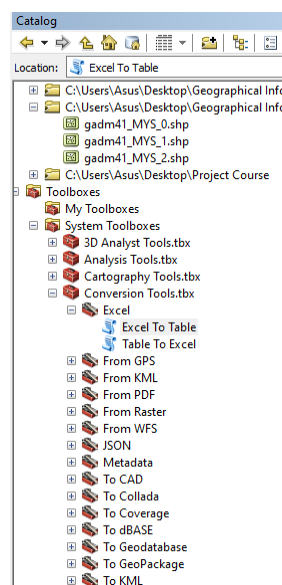 Catalog
Location: Excel To Table
C:\Users\Asus\Desktop\Geographical Info
C:\Users\Asus\Desktop\Geographical Info
gadm41_MYS_0.shp
gadm41_MYS_1.shp
gadm41_MYS_2.shp
C:\Users\Asus\Desktop\Project Course
Toolboxes
My Toolboxes
System Toolboxes
3D Analyst Tools.tbx
Analysis Tools.tbx
Cartography Tools.tbx
Conversion Tools.tbx
Excel
Excel To Table
Table To Excel
From GPS
From KML
From PDF
From Raster
From WFS
JSON
Metadata
To CAD
To Collada
To Coverage
To dBASE
To Geodatabase
To GeoPackage
To KML